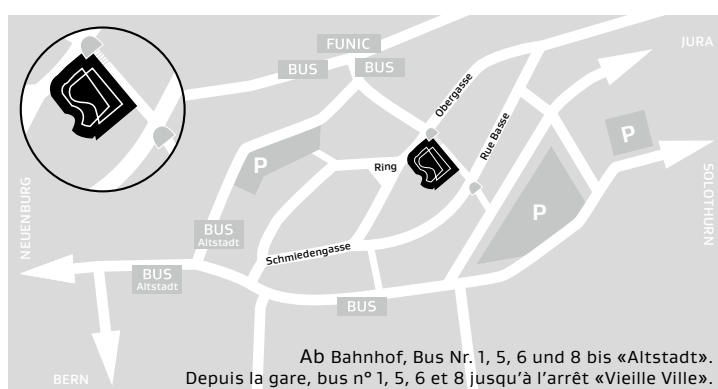 FUNIC
BUS
BUS
JURA
Obergasse
Rue Basse
P
P
Ring
NEUENBURG
SOLOTHURN
P
BUS
Altstadt
Schmiedengasse
BUS
Altstadt
BUS
BERN
Ab Bahnhof, Bus Nr. 1, 5, 6 und 8 bis «Altstadt».
Depuis la gare, bus nº 1, 5, 6 et 8 jusqu’à l’arrêt «Vieille Ville».